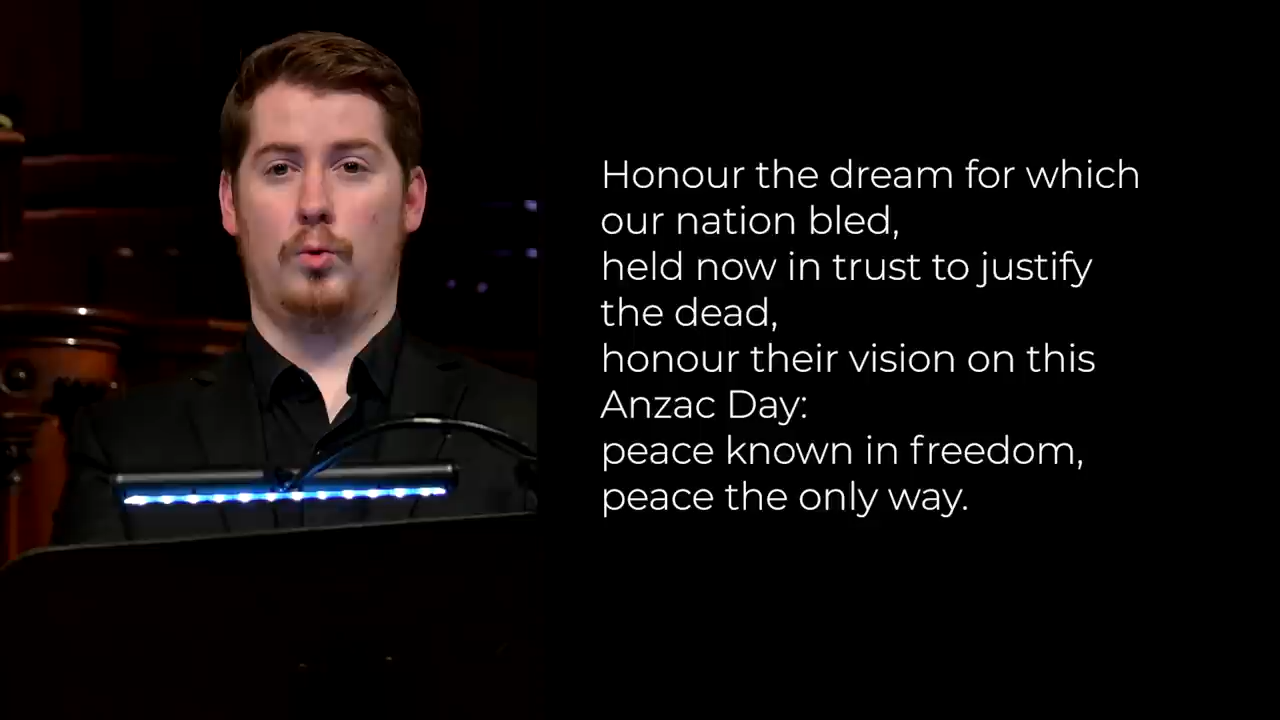 Honour the dream for which
our nation bled,
held now in trust to justify
the dead,
honour their vision on this
Anzac Day:
peace known in freedom,
peace the only way.